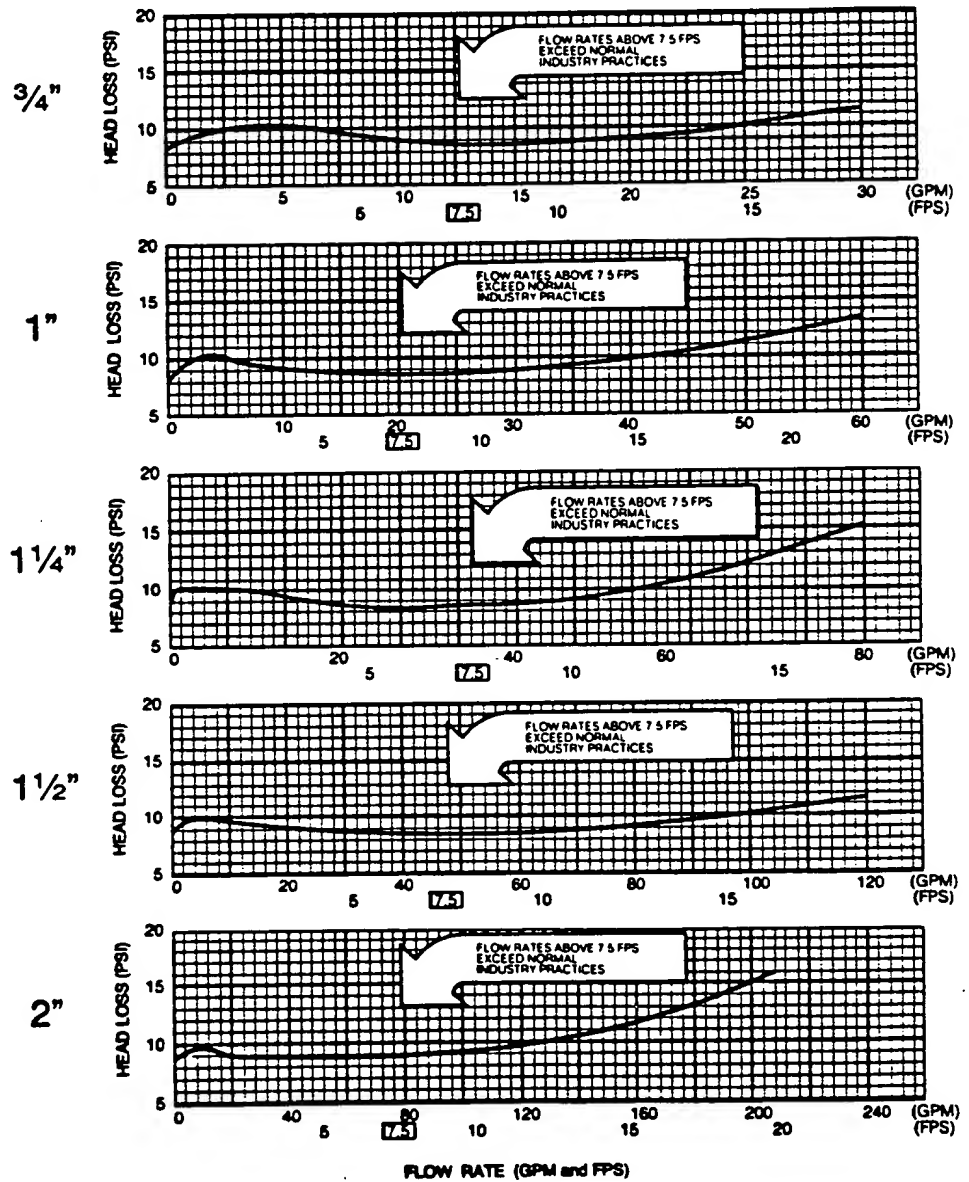 3/4"
HEAD LOSS (PSI)
20
15
10
5
FLOW RATES ABOVE 7 5 FPS
EXCEED NORMAL
INDUSTRY PRACTICES
0 5 10 15 20 25 30 (GPM)
5 7.5 10 15 (FPS)
1"
HEAD LOSS (PSI)
20
15
10
5
FLOW RATES ABOVE 7 5 FPS
EXCEED NORMAL
INDUSTRY PRACTICES
0 10 20 30 40 50 60 (GPM)
5 7.5 10 15 20 (FPS)
1 1/4"
HEAD LOSS (PSI)
20
15
10
5
FLOW RATES ABOVE 7 5 FPS
EXCEED NORMAL
INDUSTRY PRACTICES
0 20 40 60 80 (GPM)
5 7.5 10 15 (FPS)
1 1/2"
HEAD LOSS (PSI)
20
15
10
5
FLOW RATES ABOVE 7 5 FPS
EXCEED NORMAL
INDUSTRY PRACTICES
0 20 40 60 80 100 120 (GPM)
5 7.5 10 15 (FPS)
2"
HEAD LOSS (PSI)
20
15
10
5
FLOW RATES ABOVE 7 5 FPS
EXCEED NORMAL
INDUSTRY PRACTICES
0 40 80 120 160 200 240 (GPM)
5 7.5 10 15 20 (FPS)
FLOW RATE (GPM and FPS)